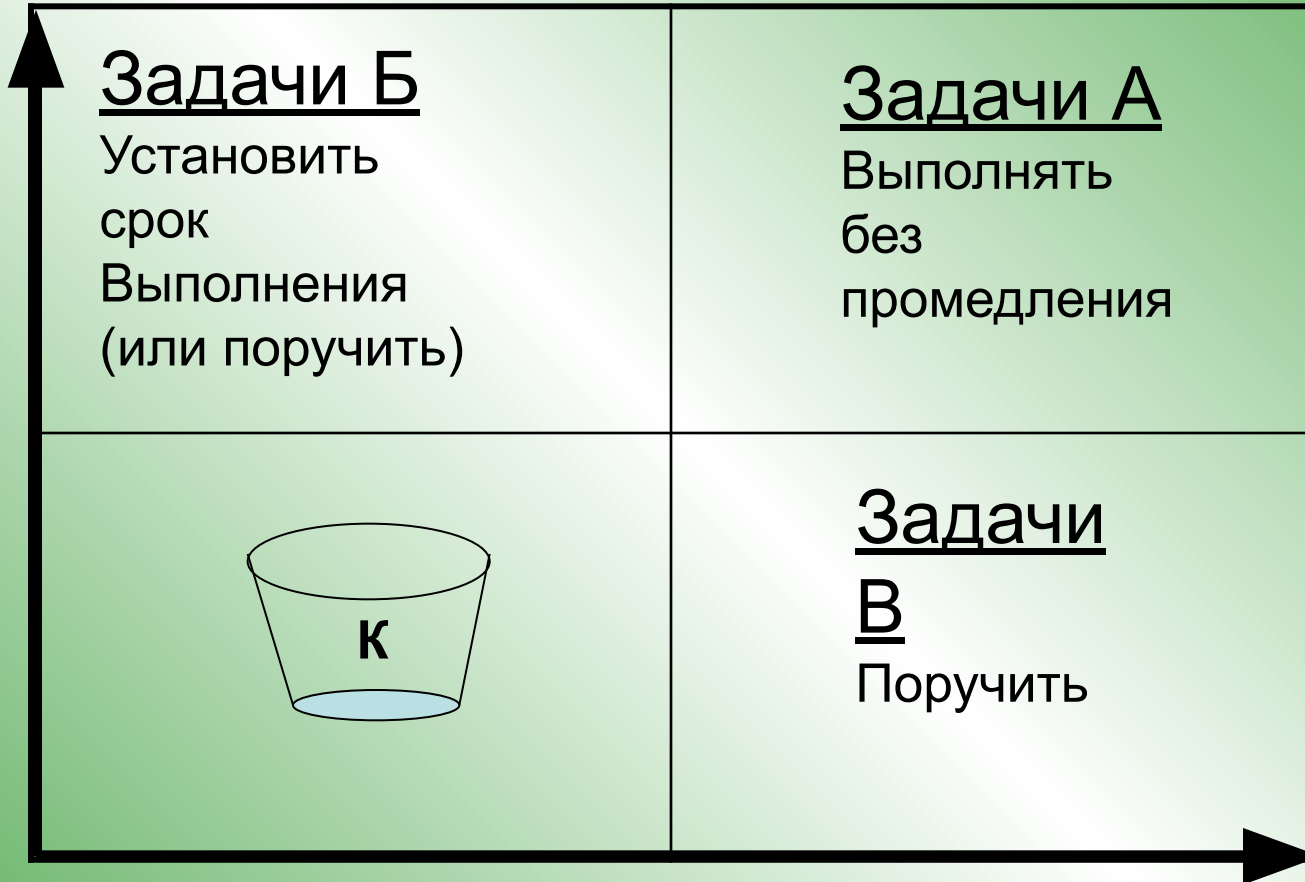 Задачи Б
Установить
срок
Выполнения
(или поручить)
Задачи А
Выполнять
без
промедления
К
Задачи
В
Поручить